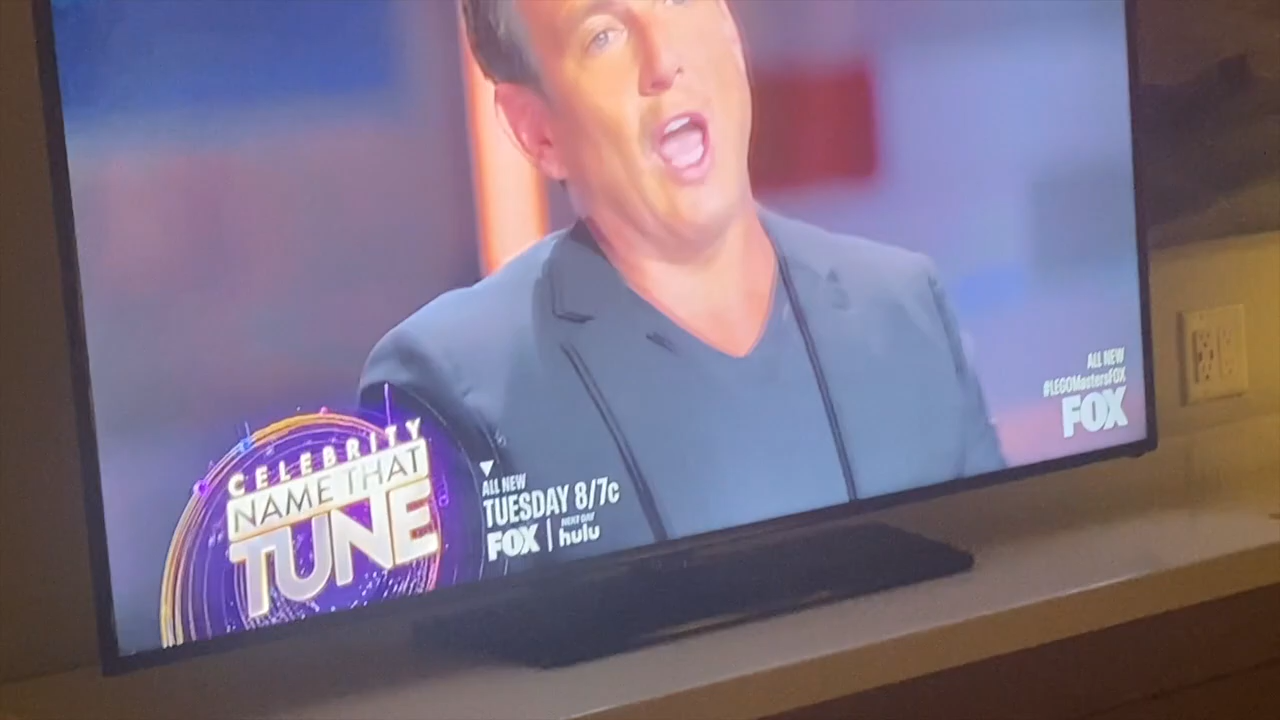 CELEBRITY
NAME THAT
TUNE
ALL NEW
TUESDAY 8/7c
FOX | NEXT DAY hulu
ALL NEW
#LEGOMastersFOX
FOX